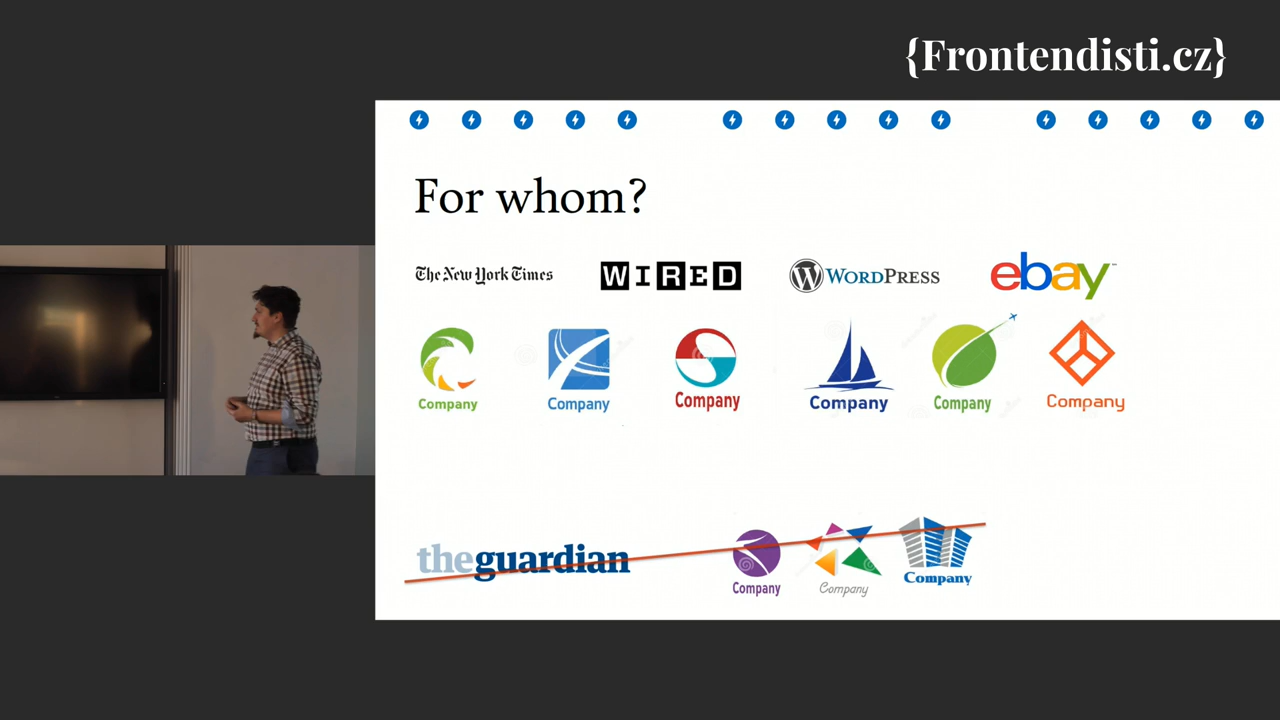 {Frontendisti.cz}
For whom?
The New York Times WIRED WORDPRESS ebay™
Company Company Company Company Company Company
theguardian
Company Company Company